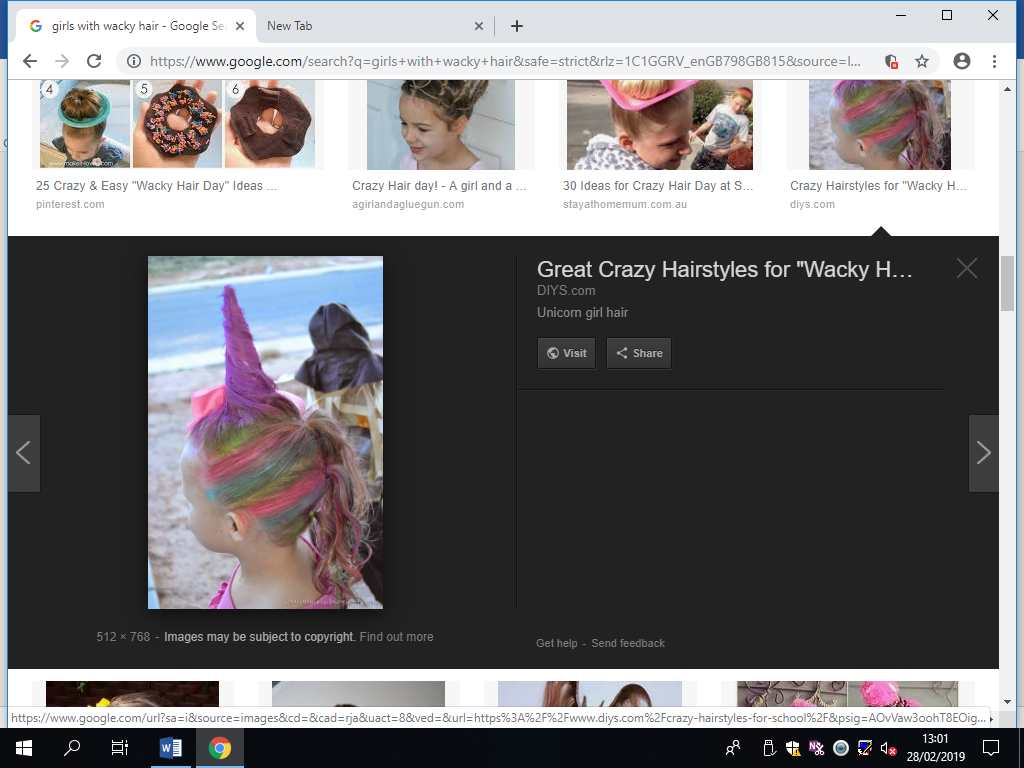 girls with wacky hair - Google Se
New Tab
https://www.google.com/search?q=girls+with+wacky+hair&safe=strict&rlz=1C1GGRV_enGB798GB815&source=l...
4
5
6
25 Crazy & Easy "Wacky Hair Day" Ideas ...
pinterest.com
Crazy Hair day! - A girl and a ...
agirlandagluegun.com
30 Ideas for Crazy Hair Day at S...
stayathomemum.com.au
Crazy Hairstyles for "Wacky H...
diys.com
Great Crazy Hairstyles for "Wacky H...
DIYS.com
Unicorn girl hair
Visit
Share
512 × 768 - Images may be subject to copyright. Find out more
Get help - Send feedback
https://www.google.com/url?sa=i&source=images&cd=&cad=rja&uact=8&ved=&url=https%3A%2F%2Fwww.diys.com%2Fcrazy-hairstyles-for-school%2F&psig=AOvVaw3oohT8EOig...
13:01
28/02/2019